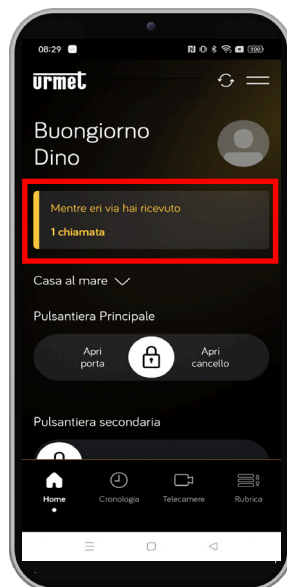 08:29
100
urmet
Buongiorno
Dino
Mentre eri via hai ricevuto
1 chiamata
Casa al mare
Pulsantiera Principale
Apri
porta
Apri
cancello
Pulsantiera secondaria
Home
Cronologia
Telecamere
Rubrica